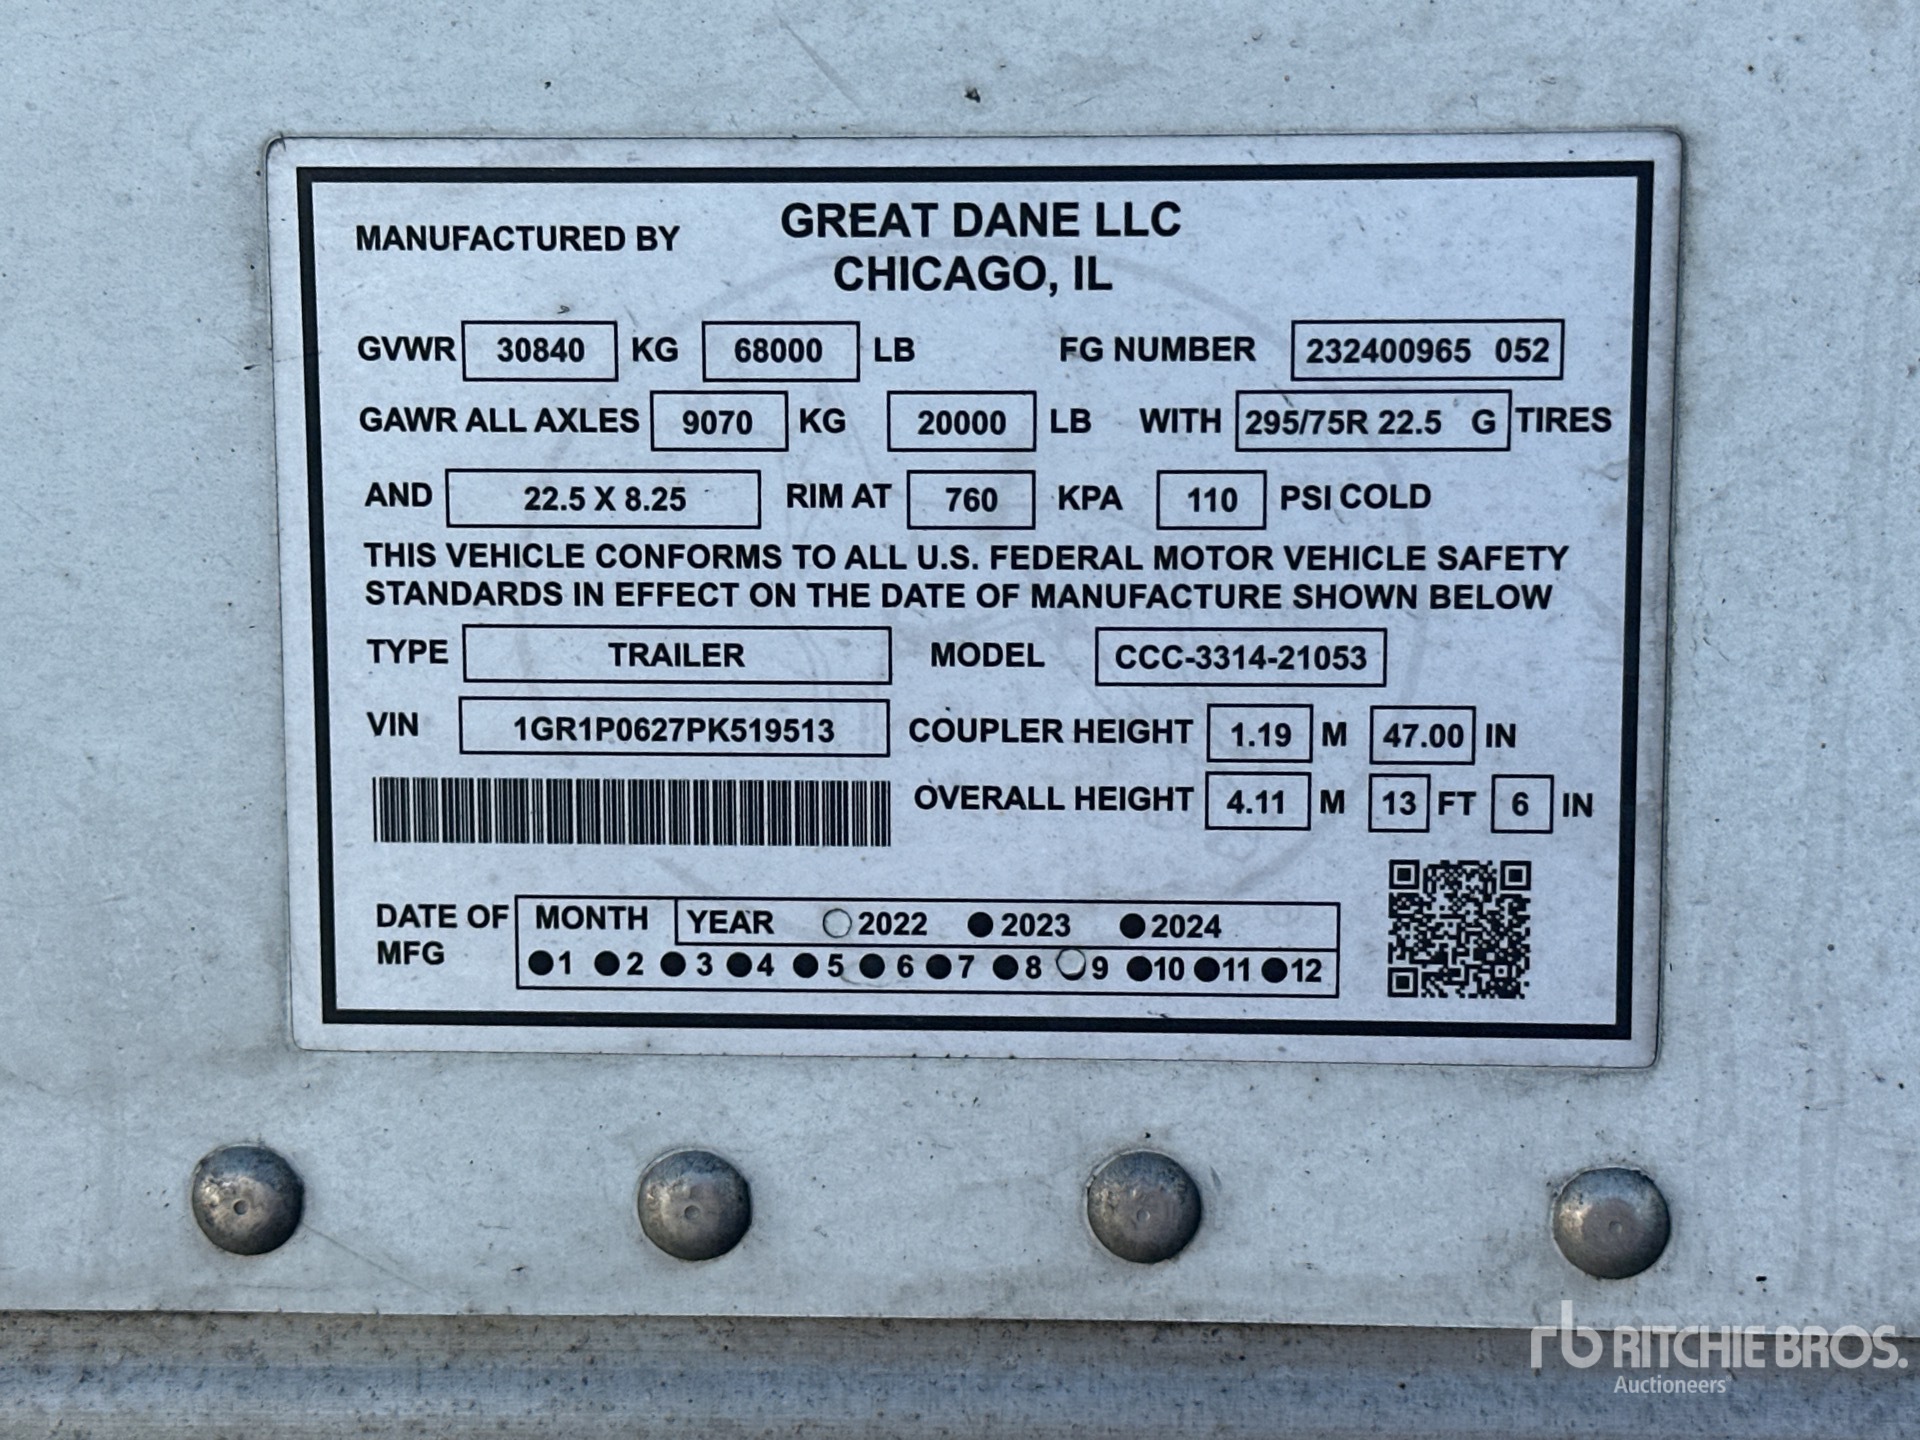 MANUFACTURED BY GREAT DANE LLC
CHICAGO, IL
GVWR 30840 KG 68000 LB FG NUMBER 232400965 052
GAWR ALL AXLES 9070 KG 20000 LB WITH 295/75R 22.5 G TIRES
AND 22.5 X 8.25 RIM AT 760 KPA 110 PSI COLD
THIS VEHICLE CONFORMS TO ALL U.S. FEDERAL MOTOR VEHICLE SAFETY
STANDARDS IN EFFECT ON THE DATE OF MANUFACTURE SHOWN BELOW
TYPE TRAILER MODEL CCC-3314-21053
VIN 1GR1P0627PK519513 COUPLER HEIGHT 1.19 M 47.00 IN
OVERALL HEIGHT 4.11 M 13 FT 6 IN
DATE OF MFG MONTH YEAR 2022 2023 2024
1 2 3 4 5 6 7 8 9 10 11 12
rb RITCHIE BROS.
Auctioneers